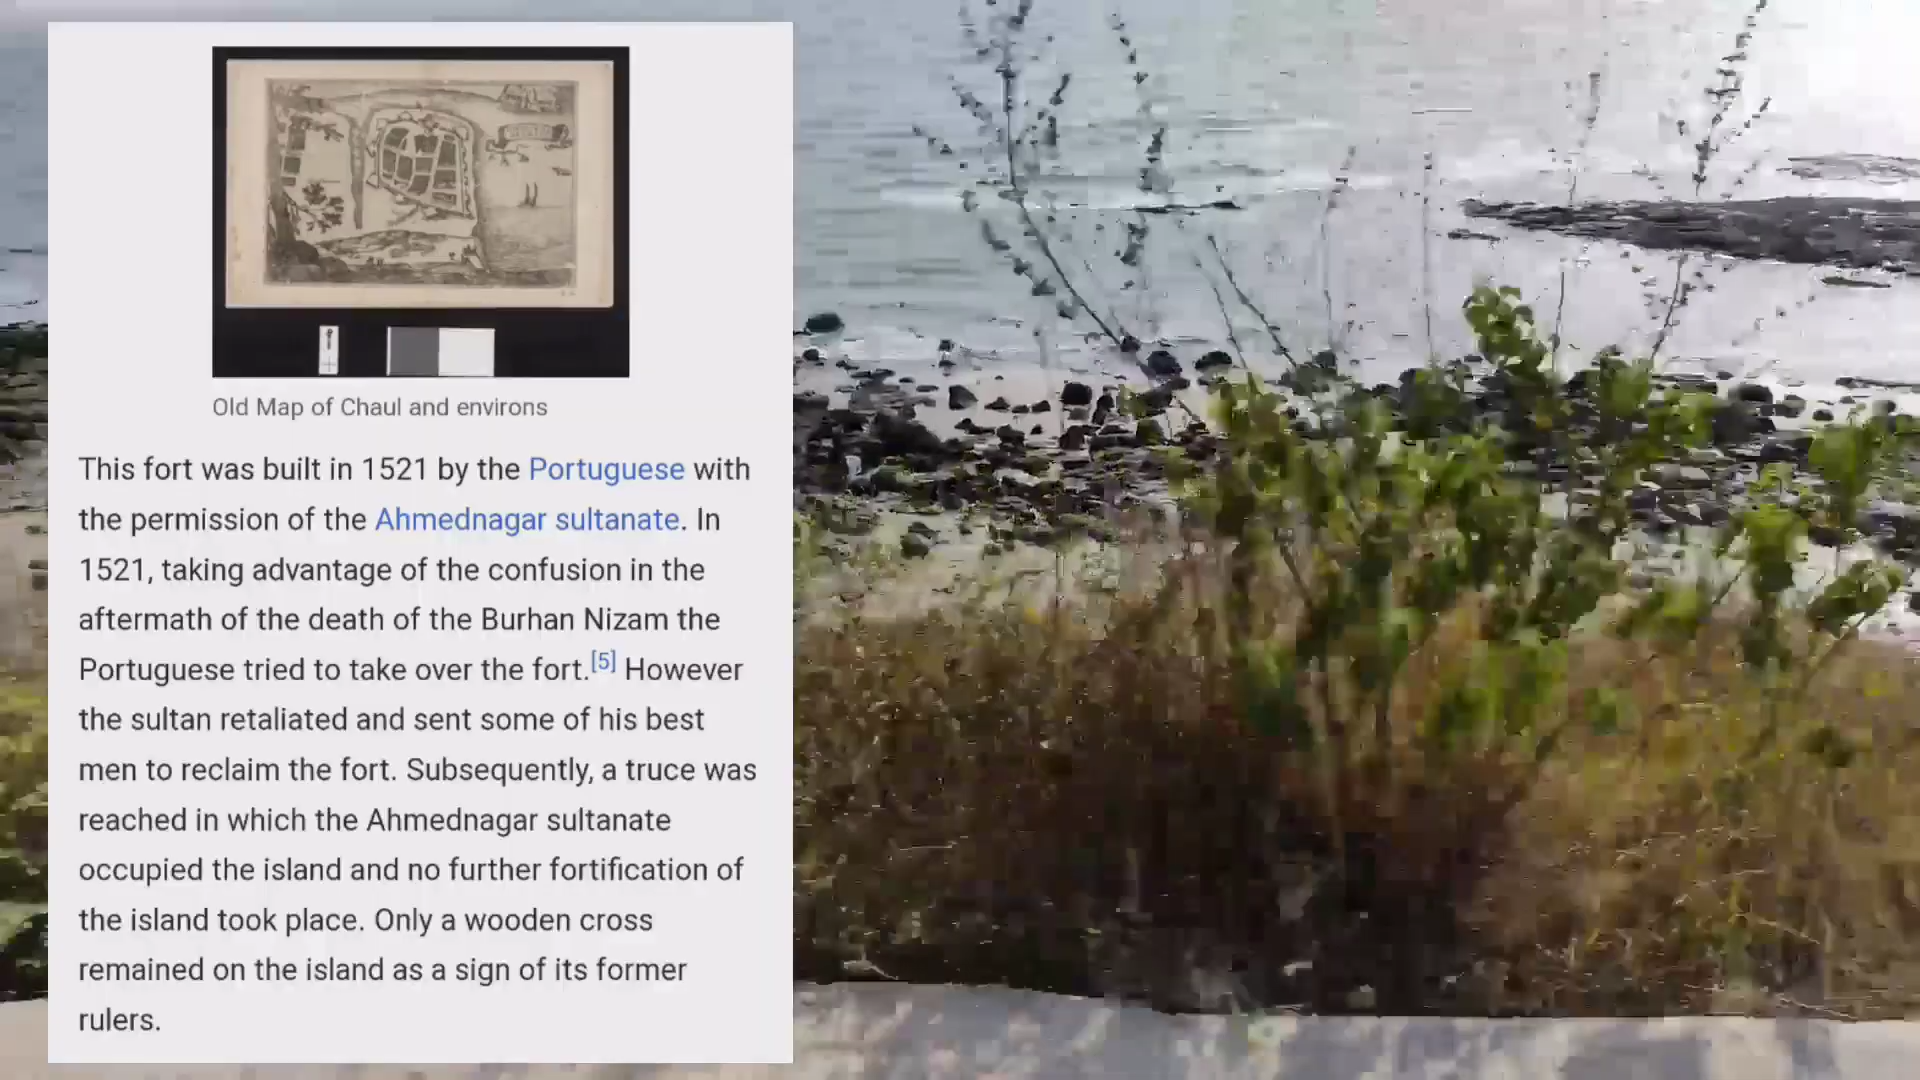 Old Map of Chaul and environs
This fort was built in 1521 by the Portuguese with
the permission of the Ahmednagar sultanate. In
1521, taking advantage of the confusion in the
aftermath of the death of the Burhan Nizam the
Portuguese tried to take over the fort.[5] However
the sultan retaliated and sent some of his best
men to reclaim the fort. Subsequently, a truce was
reached in which the Ahmednagar sultanate
occupied the island and no further fortification of
the island took place. Only a wooden cross
remained on the island as a sign of its former
rulers.